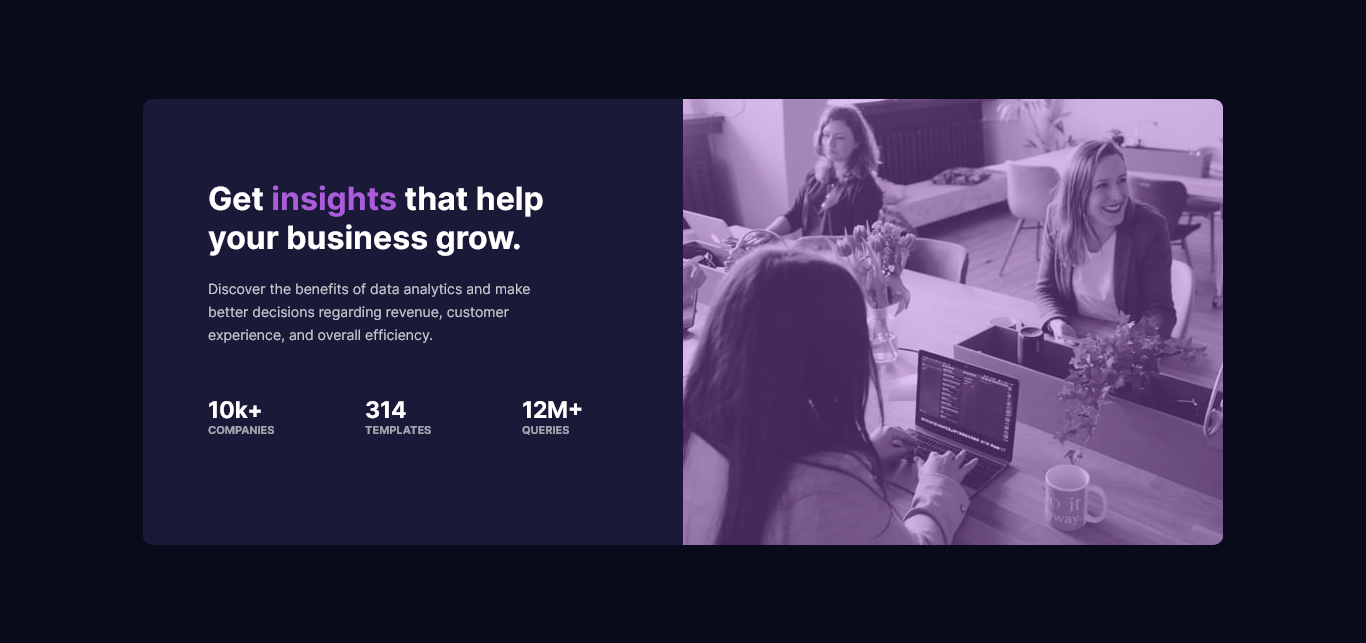 Get insights that help
your business grow.
Discover the benefits of data analytics and make
better decisions regarding revenue, customer
experience, and overall efficiency.
10k+ 314 12M+
COMPANIES TEMPLATES QUERIES